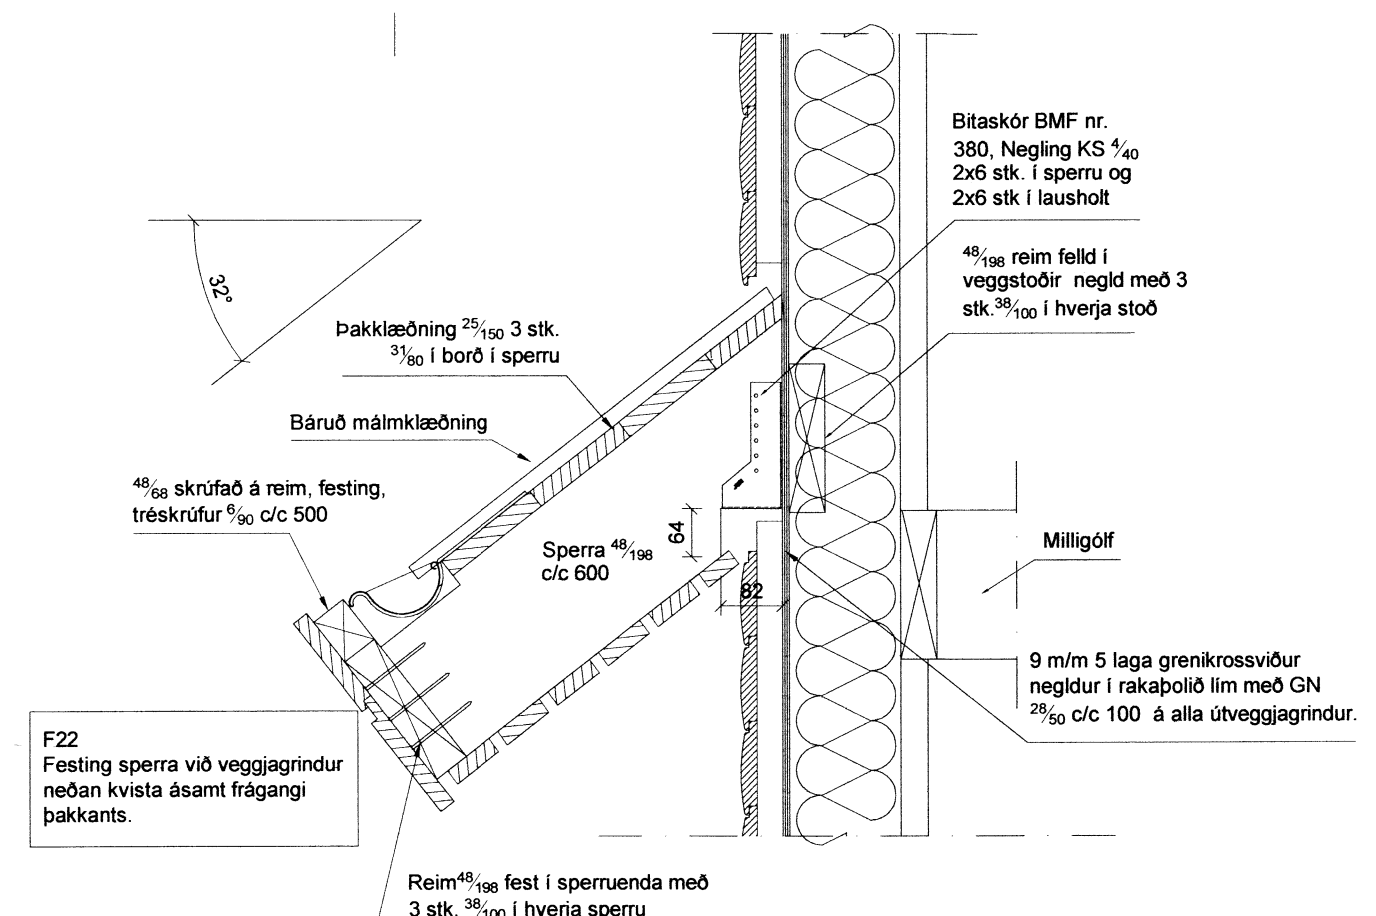 Bitaskór BMF nr.
380, Negling KS 4/40
2x6 stk. í sperru og
2x6 stk í lausholt
48/198 reim felld í
veggstoðir negld með 3
stk.38/100 í hverja stoð
32°
Þakklæðning 25/150 3 stk.
31/80 í borð í sperru
Báruð málmklæðning
48/68 skrúfað á reim, festing,
tréskrúfur 6/90 c/c 500
Sperra 48/198
c/c 600
64
82
Milligólf
9 m/m 5 laga grenikrossviður
negldur í rakaþolið lím með GN
28/50 c/c 100 á alla útveggjagrindur.
F22
Festing sperra við veggjagrindur
neðan kvista ásamt frágangi
þakkants.
Reim48/198 fest í sperruenda með
3 stk. 38/100 í hverja sperru